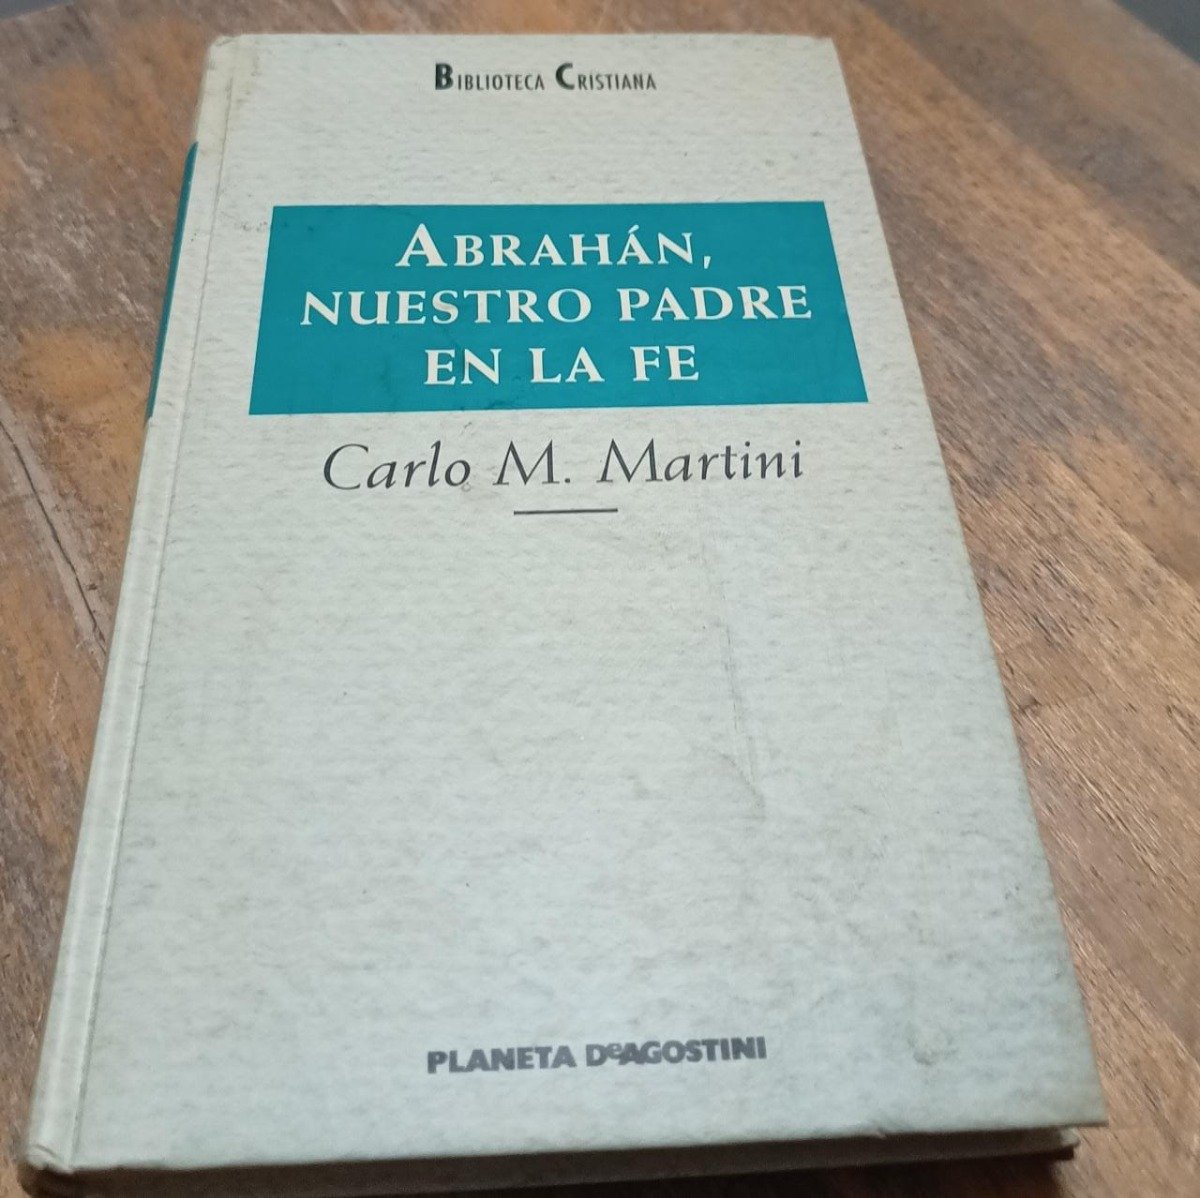 BIBLIOTECA CRISTIANA
ABRAHÁN,
NUESTRO PADRE
EN LA FE
Carlo M. Martini
PLANETA DeAGOSTINI